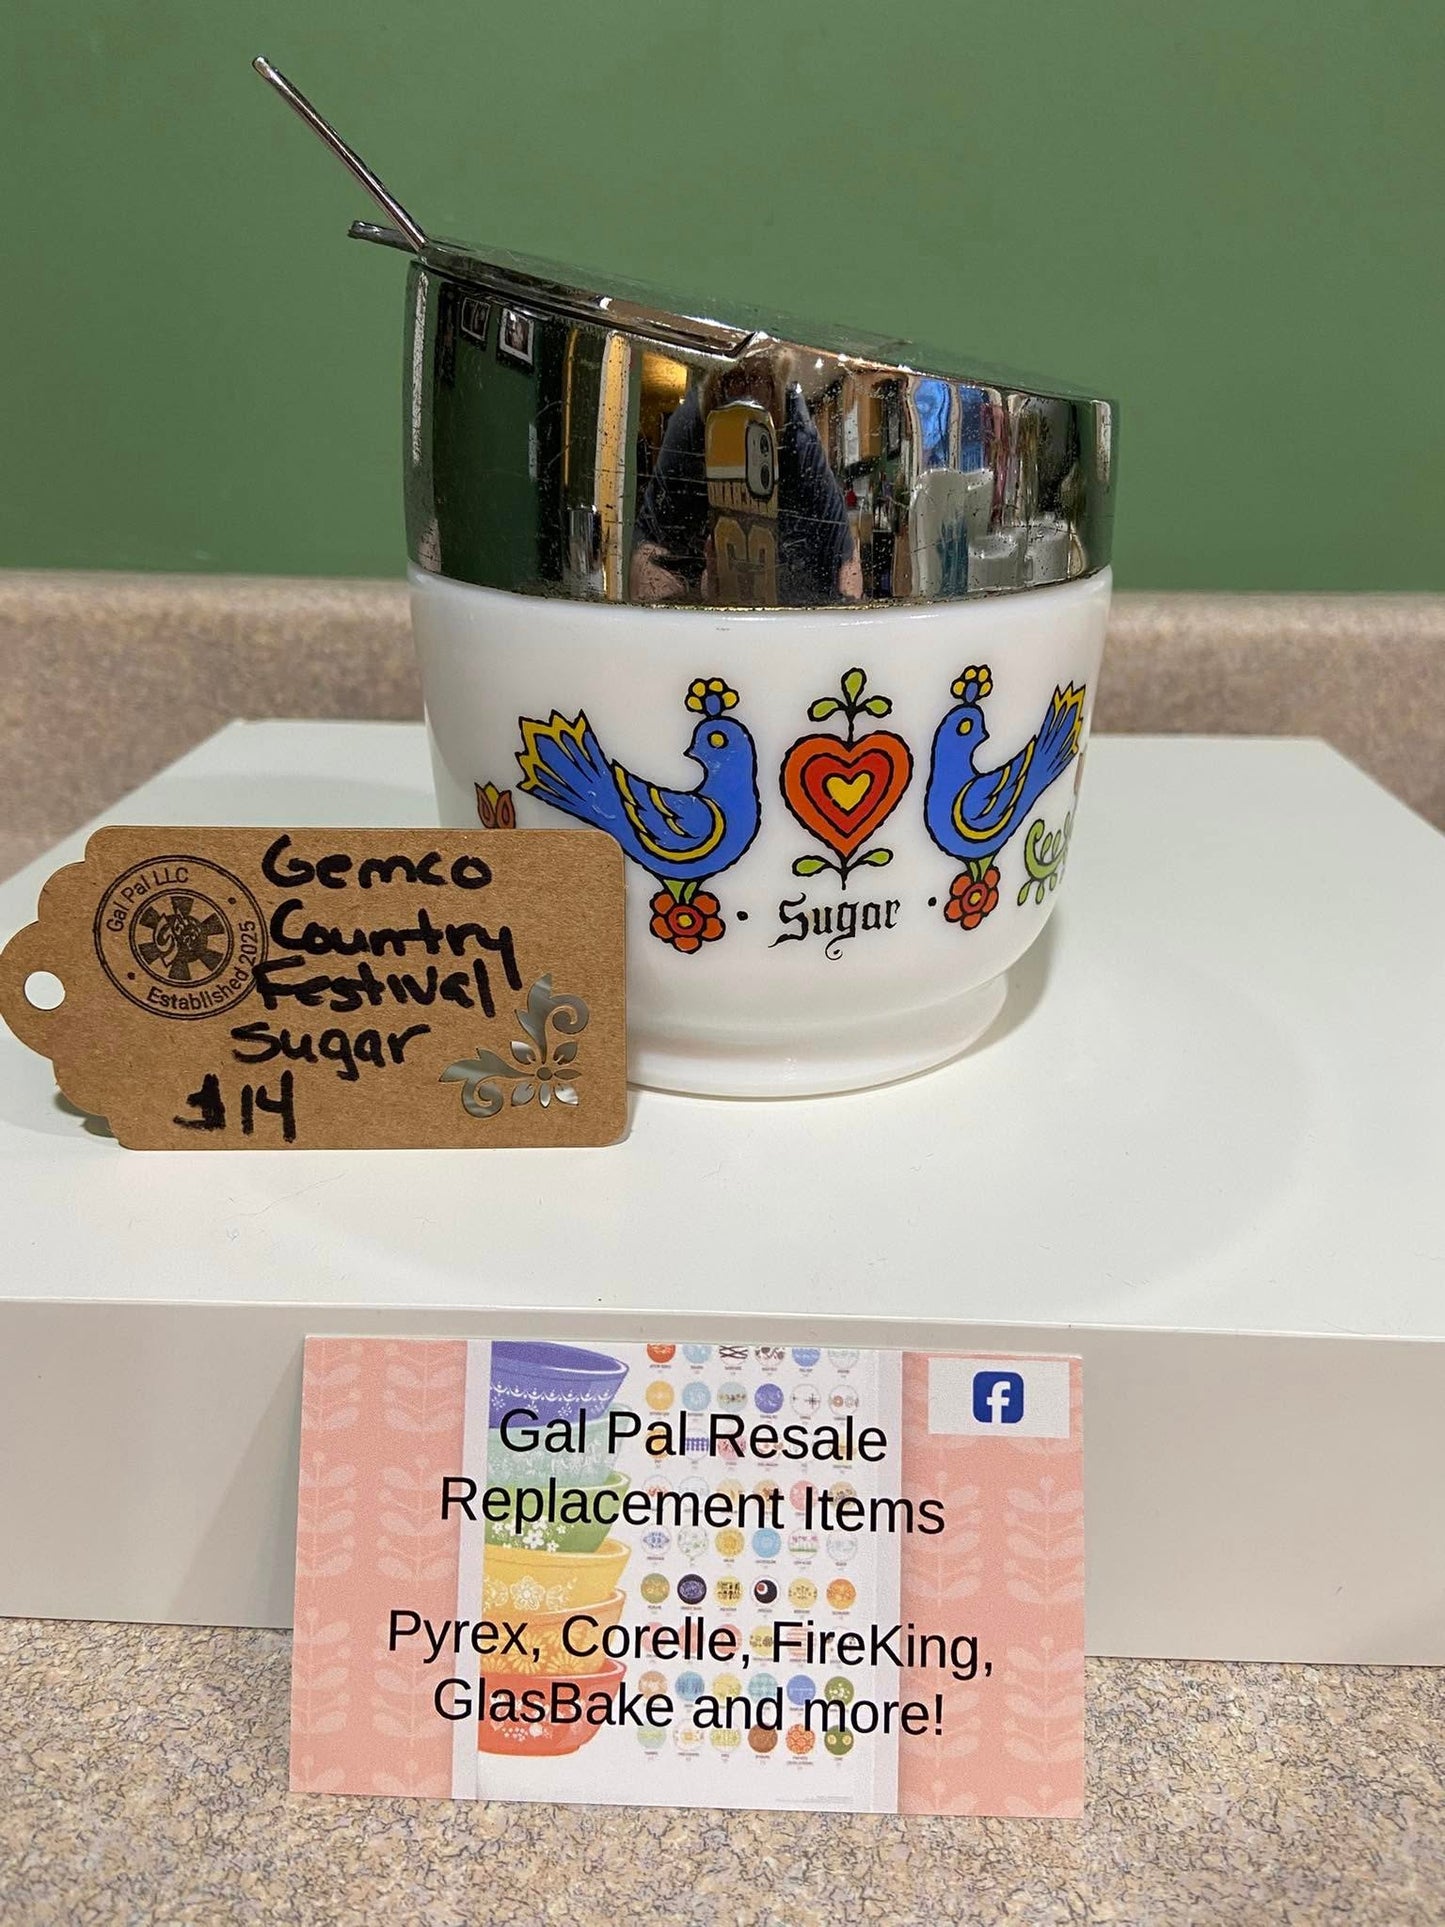 Sugar
Gal Pal LLC
Established 2025
Gemco
Country
Festival
Sugar
$14
f
Gal Pal Resale
Replacement Items
Pyrex, Corelle, FireKing,
GlasBake and more!